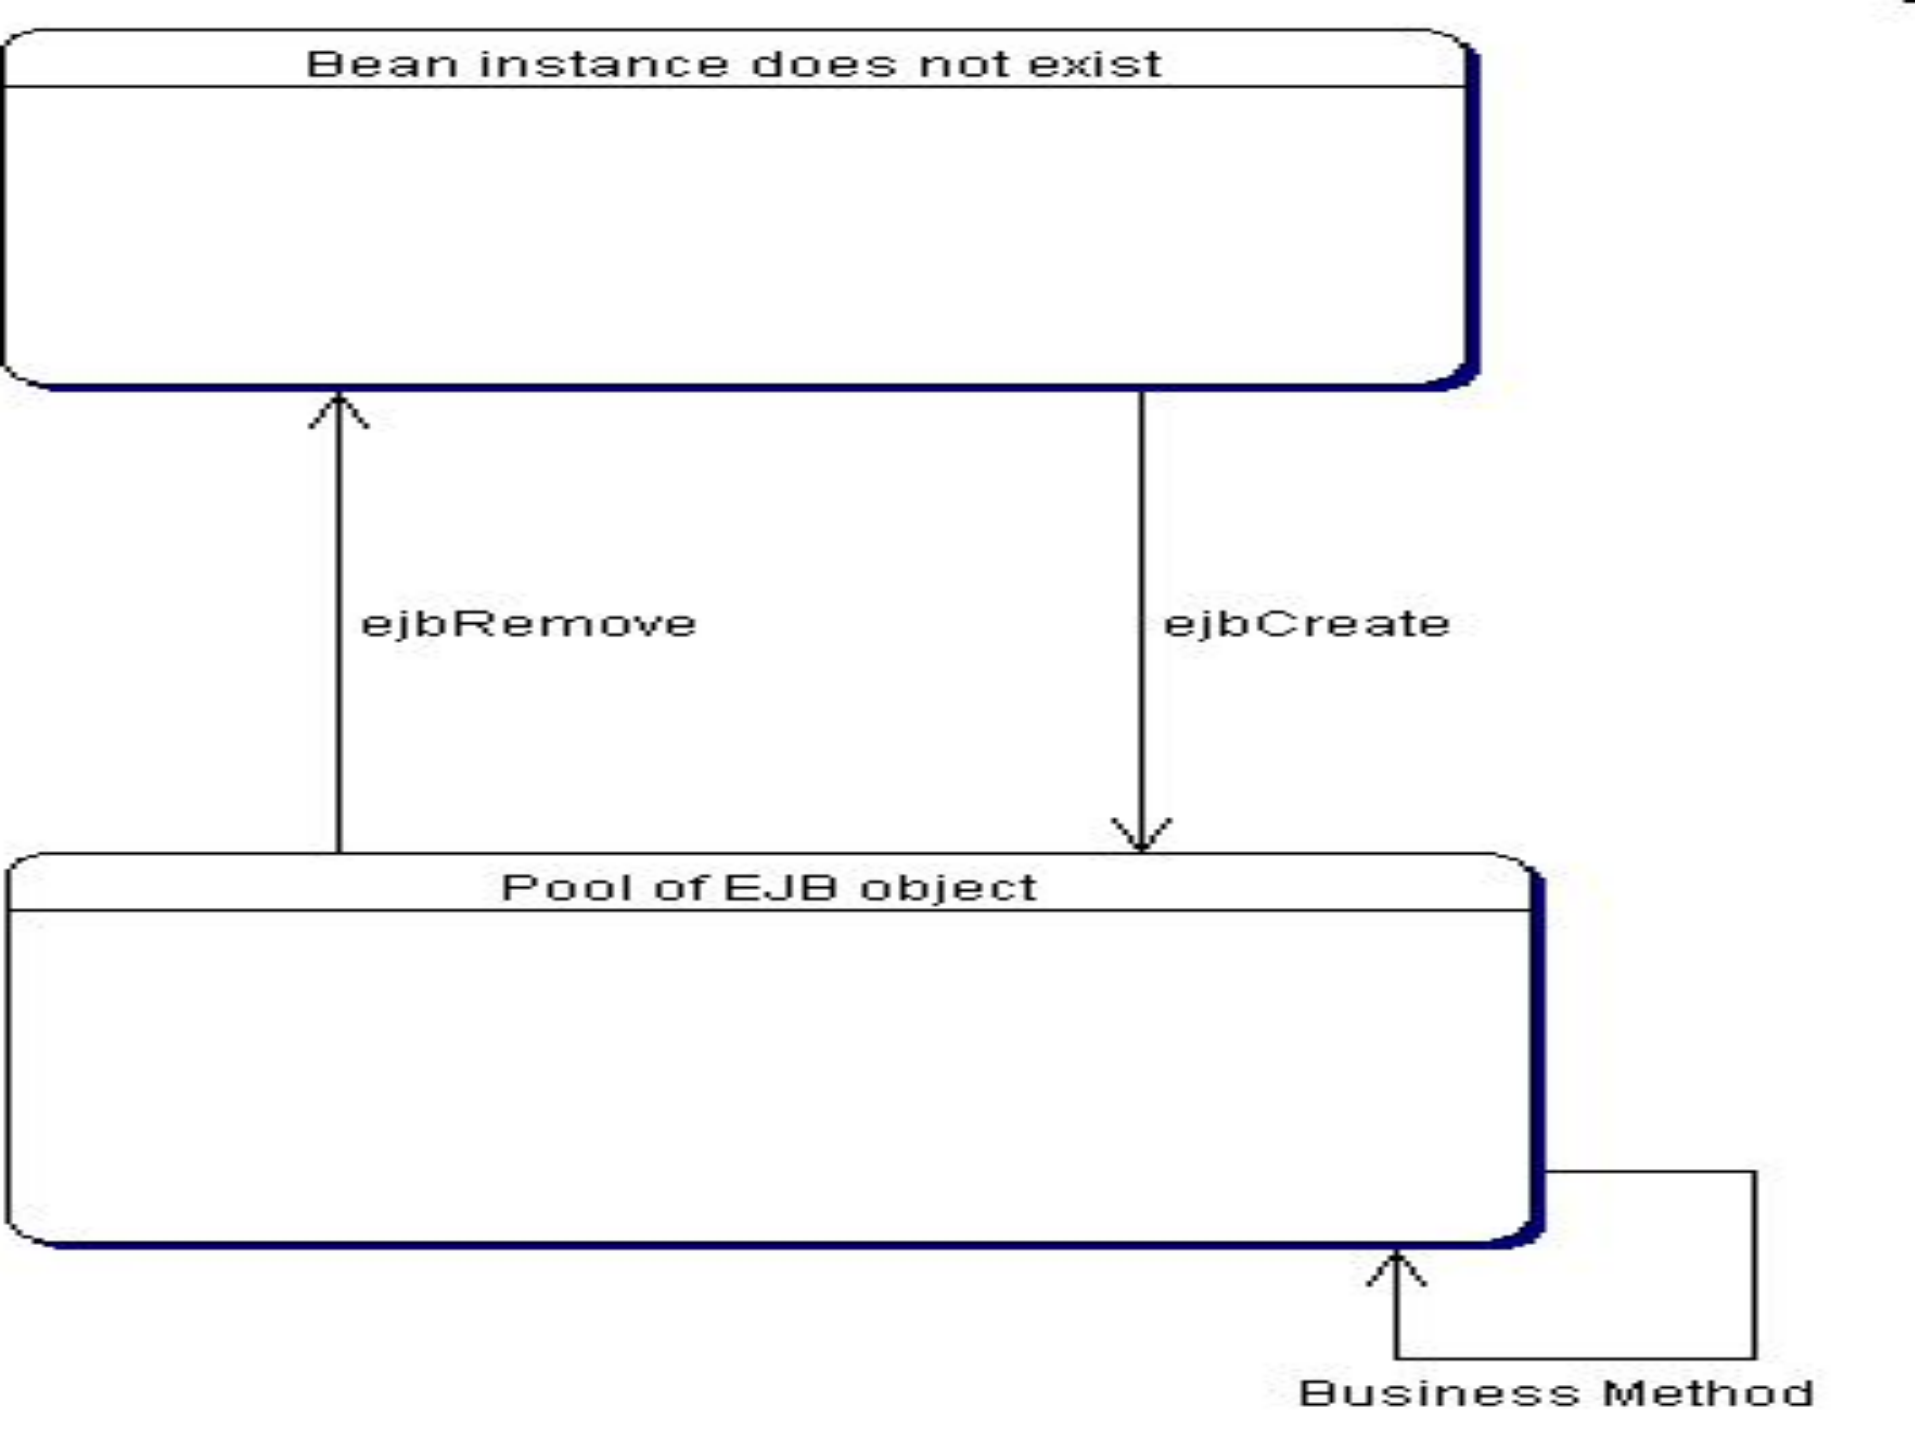 Bean instance does not exist
ejbRemove
ejbCreate
Pool of EJB object
Business Method